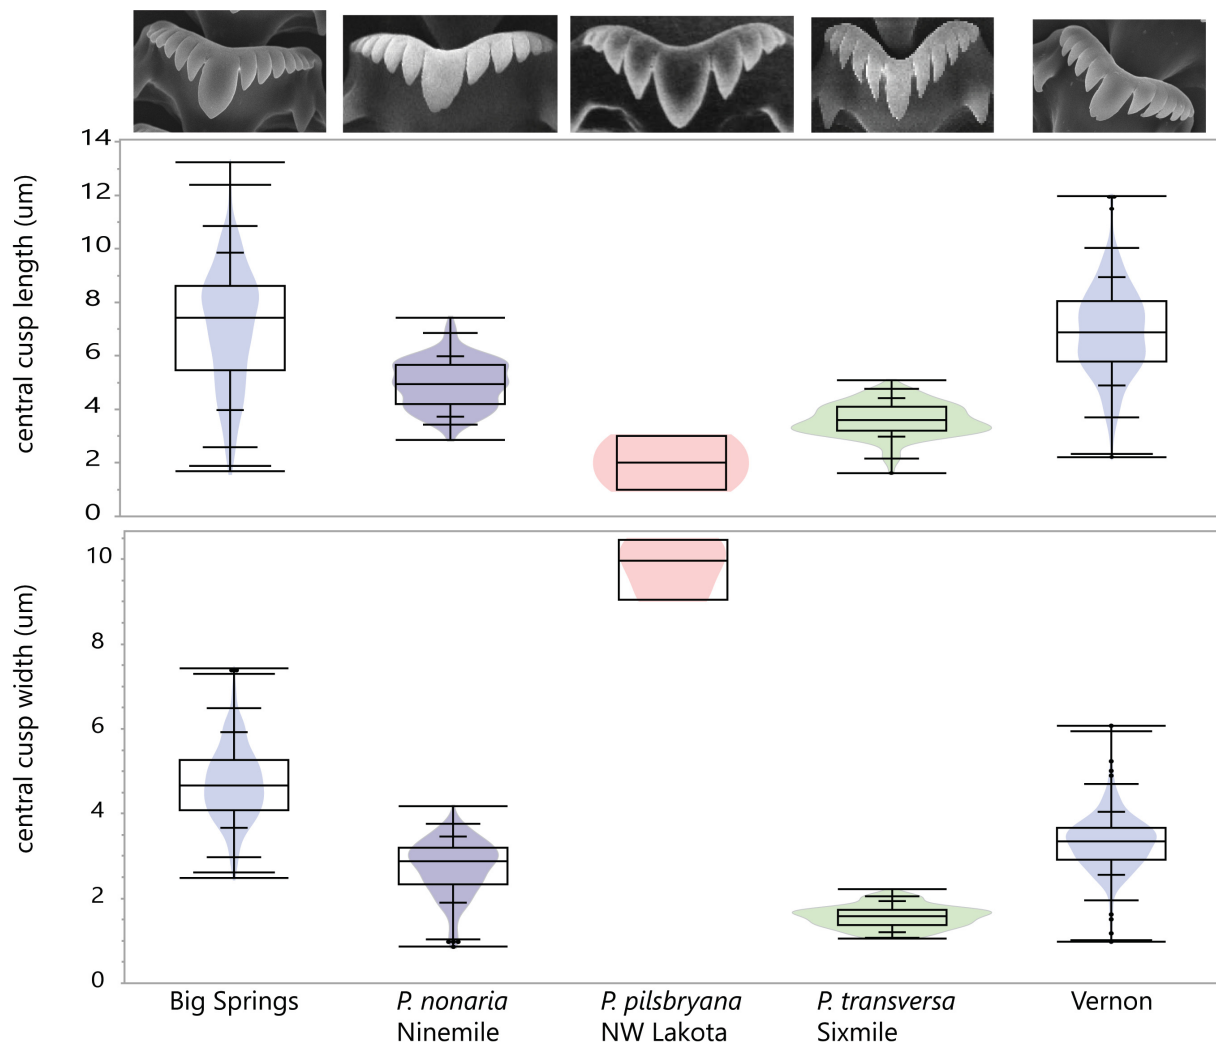 central cusp length (um)
14
12
10
8
6
4
2
0
central cusp width (um)
10
8
6
4
2
0
Big Springs
P. nonaria
Ninemile
P. pilsbryana
NW Lakota
P. transversa
Sixmile
Vernon